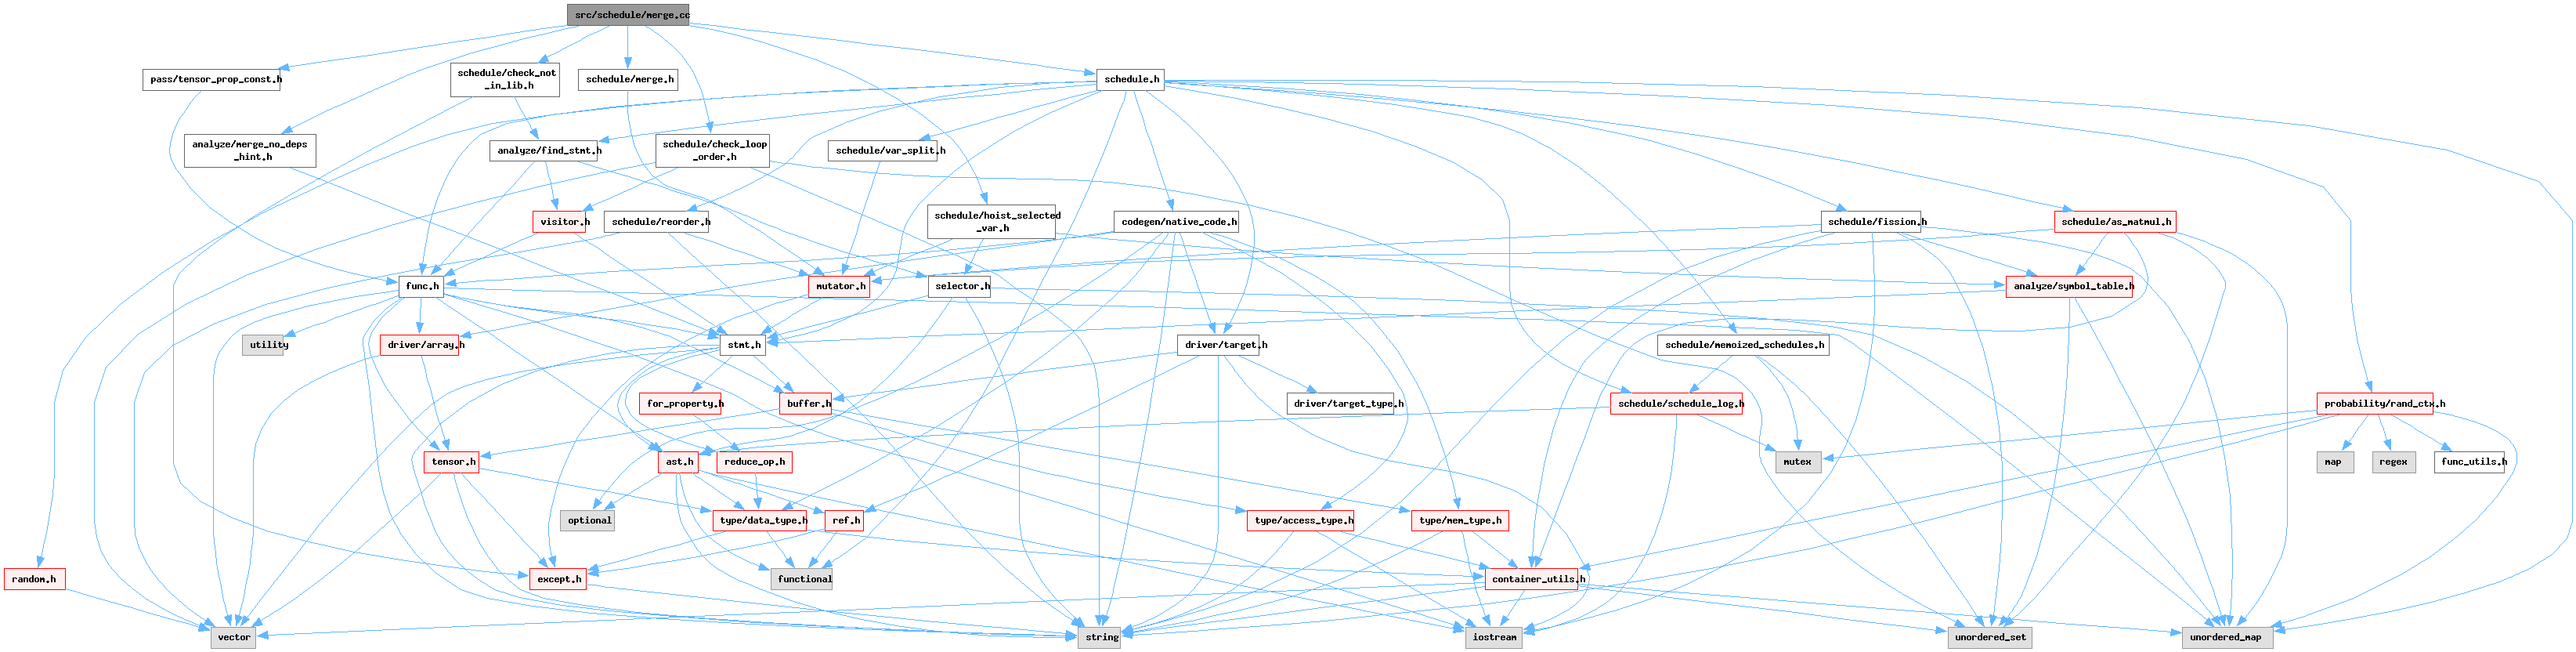 src/schedule/merge.cc
pass/tensor_prop_const.h
schedule/check_not
_in_lib.h
schedule/merge.h
schedule.h
analyze/merge_no_deps
_hint.h
analyze/find_stmt.h
schedule/check_loop
_order.h
schedule/var_split.h
visitor.h
schedule/reorder.h
schedule/hoist_selected
_var.h
codegen/native_code.h
schedule/fission.h
schedule/as_matmul.h
func.h
mutator.h
selector.h
analyze/symbol_table.h
utility
driver/array.h
stmt.h
driver/target.h
schedule/memoized_schedules.h
for_property.h
buffer.h
driver/target_type.h
schedule/schedule_log.h
probability/rand_ctx.h
tensor.h
ast.h
reduce_op.h
mutex
map
regex
func_utils.h
optional
type/data_type.h
ref.h
type/access_type.h
type/mem_type.h
random.h
except.h
functional
container_utils.h
vector
string
iostream
unordered_set
unordered_map